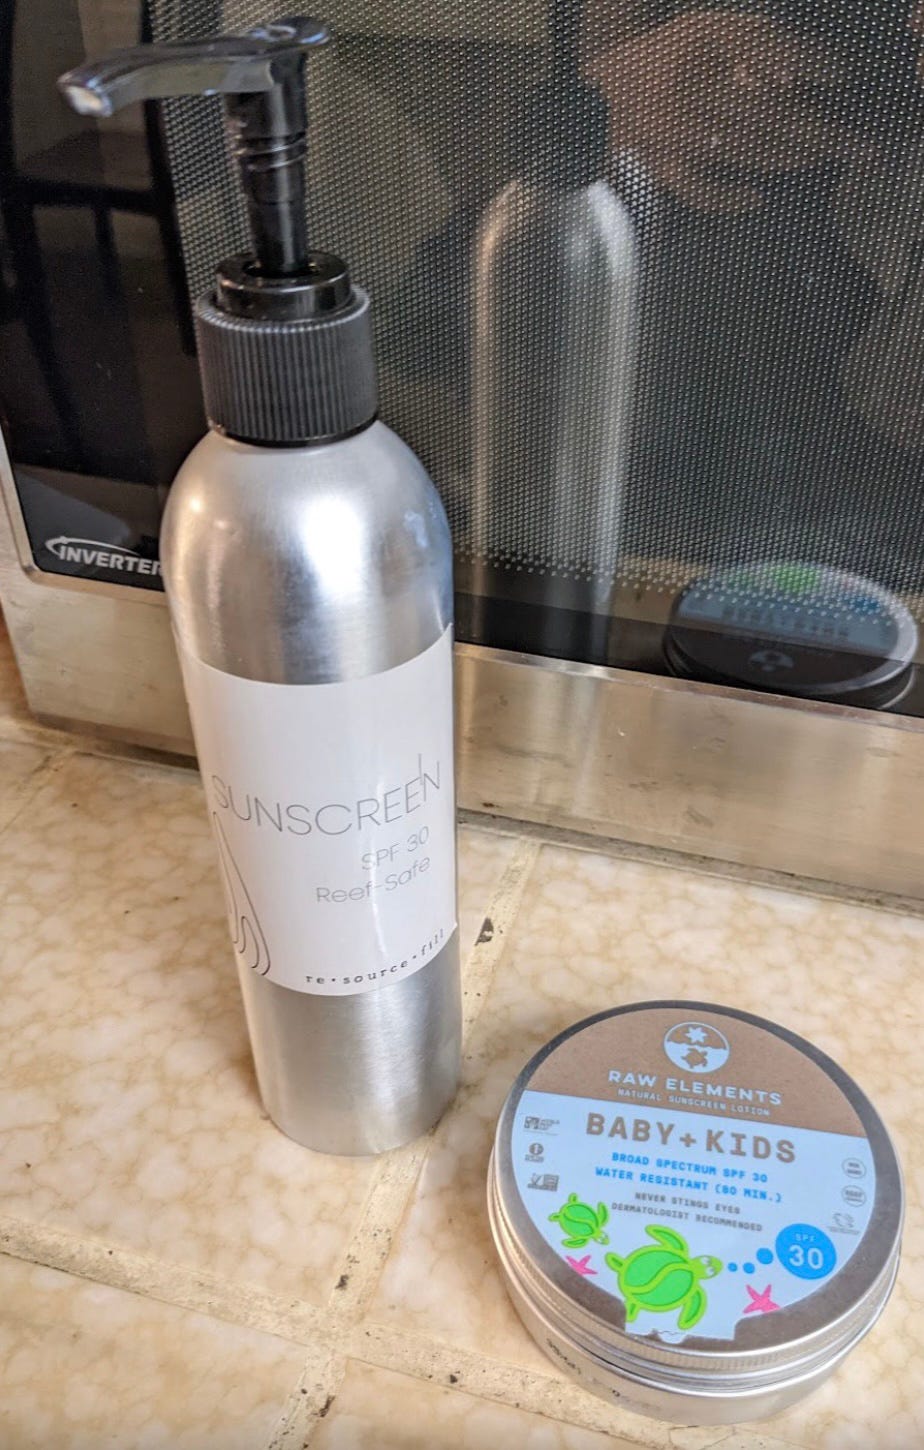 INVERTER
SUNSCREEN
SPF 30
Reef-Safe
re•source•fill
RAW ELEMENTS
NATURAL SUNSCREEN LOTION
BABY+KIDS
BROAD SPECTRUM SPF 30
WATER RESISTANT (80 MIN.)
NEVER STINGS EYES
DERMATOLOGIST RECOMMENDED
SPF
30